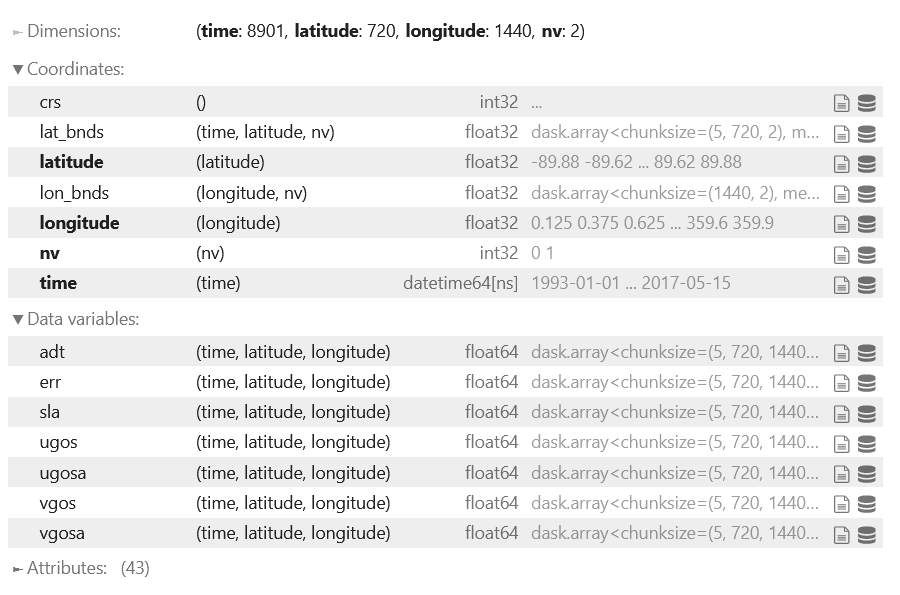 Dimensions: (time: 8901, latitude: 720, longitude: 1440, nv: 2)
Coordinates:
crs () int32 ...
lat_bnds (time, latitude, nv) float32 dask.array<chunksize=(5, 720, 2), m...
latitude (latitude) float32 -89.88 -89.62 ... 89.62 89.88
lon_bnds (longitude, nv) float32 dask.array<chunksize=(1440, 2), me...
longitude (longitude) float32 0.125 0.375 0.625 ... 359.6 359.9
nv (nv) int32 0 1
time (time) datetime64[ns] 1993-01-01 ... 2017-05-15
Data variables:
adt (time, latitude, longitude) float64 dask.array<chunksize=(5, 720, 1440...
err (time, latitude, longitude) float64 dask.array<chunksize=(5, 720, 1440...
sla (time, latitude, longitude) float64 dask.array<chunksize=(5, 720, 1440...
ugos (time, latitude, longitude) float64 dask.array<chunksize=(5, 720, 1440...
ugosa (time, latitude, longitude) float64 dask.array<chunksize=(5, 720, 1440...
vgos (time, latitude, longitude) float64 dask.array<chunksize=(5, 720, 1440...
vgosa (time, latitude, longitude) float64 dask.array<chunksize=(5, 720, 1440...
Attributes: (43)